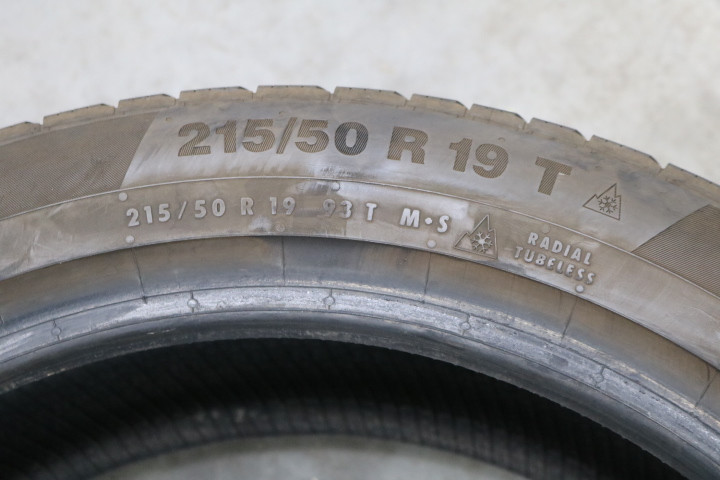 215/50 R 19 T
215/50 R 19 93 T M•S
RADIAL
TUBELESS